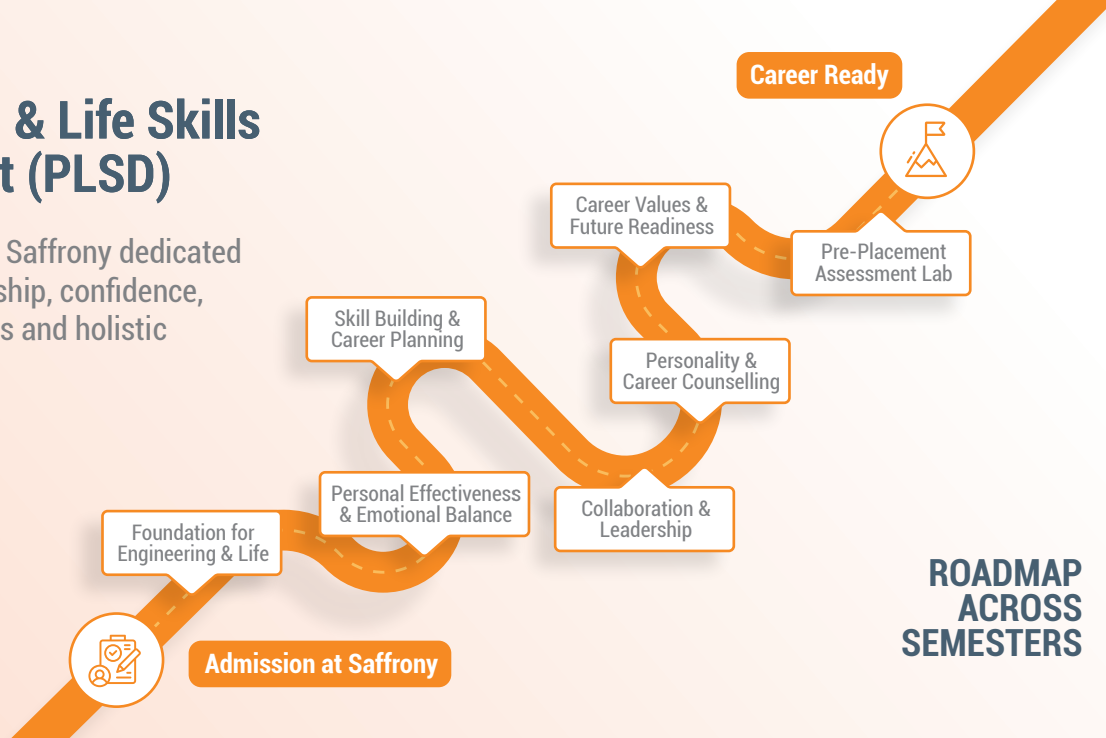 & Life Skills
t (PLSD)
Saffrony dedicated
ship, confidence,
s and holistic
Career Ready
Career Values &
Future Readiness
Pre-Placement
Assessment Lab
Skill Building &
Career Planning
Personality &
Career Counselling
Personal Effectiveness
& Emotional Balance
Collaboration &
Leadership
Foundation for
Engineering & Life
Admission at Saffrony
ROADMAP
ACROSS
SEMESTERS